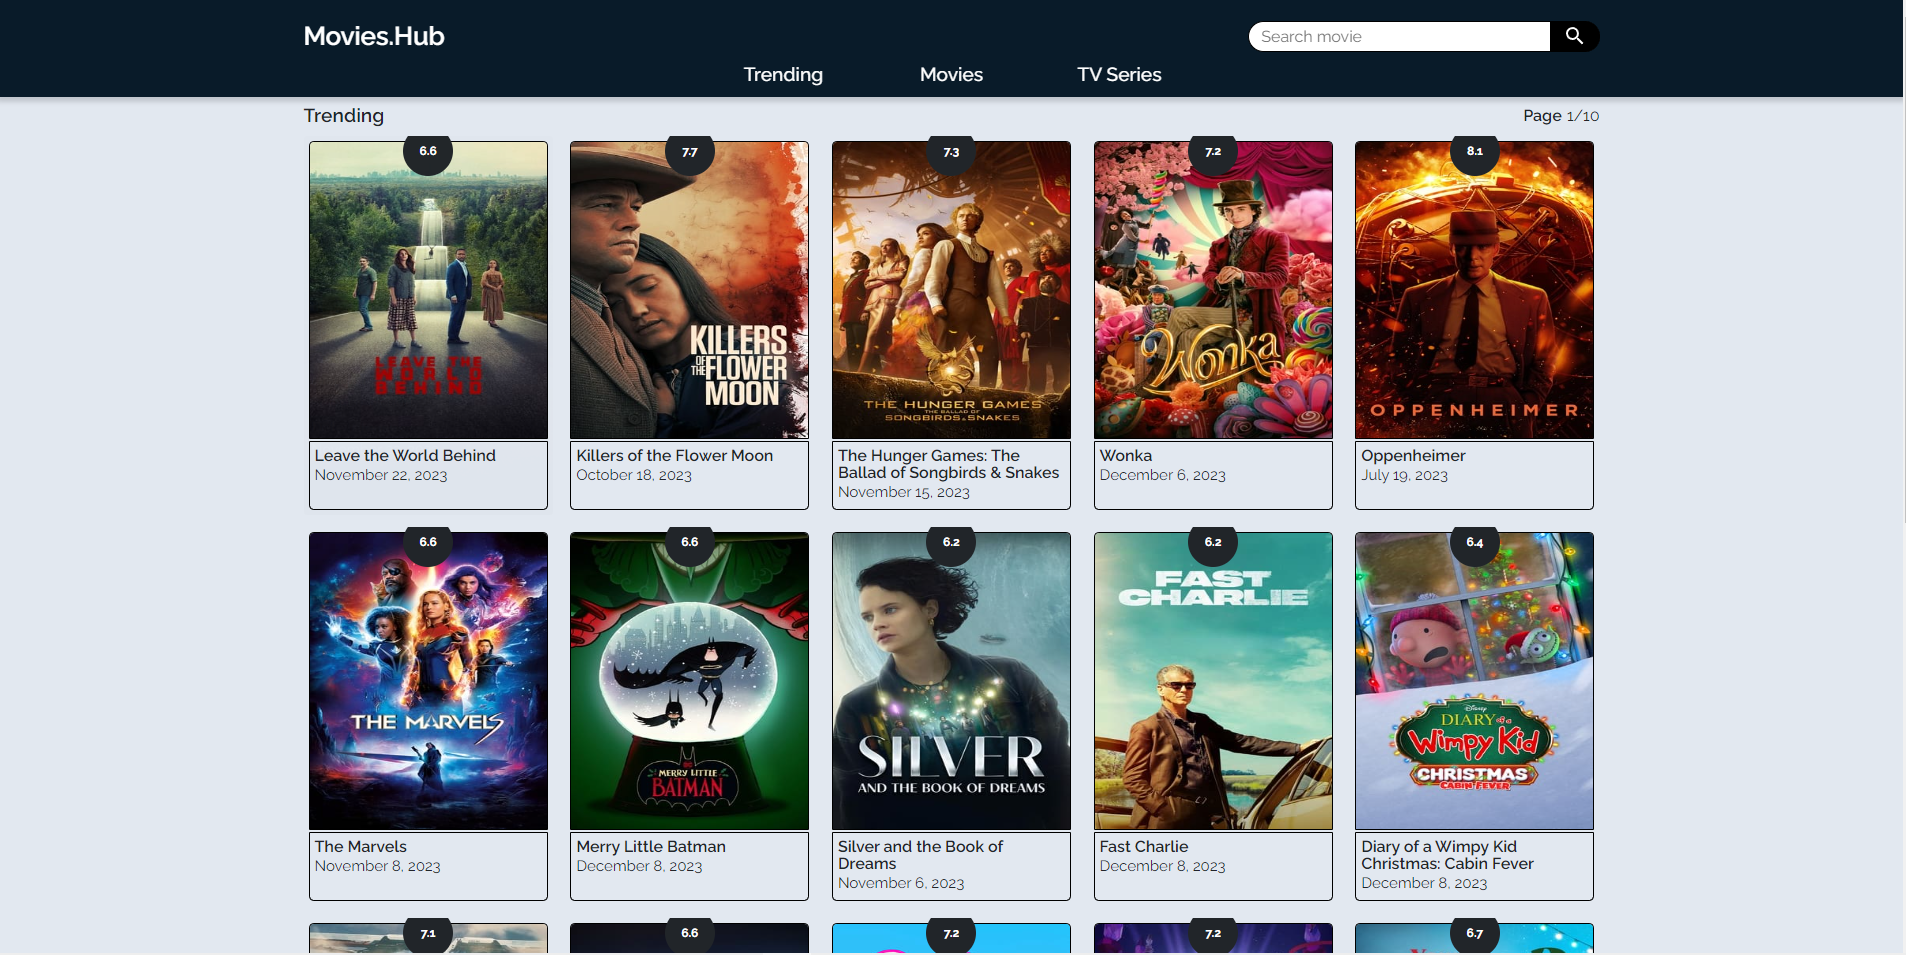 Movies.Hub
Search movie
Trending
Movies
TV Series
Trending
Page 1/10
6.6
7.7
7.3
7.2
8.1
LEAVE THE
WORLD
BEHIND
KILLERS
OF THE FLOWER
MOON
THE HUNGER GAMES
THE BALLAD OF
SONGBIRDS & SNAKES
Wonka
OPPENHEIMER
Leave the World Behind
November 22, 2023
Killers of the Flower Moon
October 18, 2023
The Hunger Games: The
Ballad of Songbirds & Snakes
November 15, 2023
Wonka
December 6, 2023
Oppenheimer
July 19, 2023
6.6
6.6
6.2
6.2
6.4
THE MARVELS
MERRY LITTLE
BATMAN
SILVER
AND THE BOOK OF DREAMS
FAST
CHARLIE
Disney
DIARY of a
Wimpy Kid
CHRISTMAS
CABIN FEVER
The Marvels
November 8, 2023
Merry Little Batman
December 8, 2023
Silver and the Book of
Dreams
November 6, 2023
Fast Charlie
December 8, 2023
Diary of a Wimpy Kid
Christmas: Cabin Fever
December 8, 2023
7.1
6.6
7.2
7.2
6.7